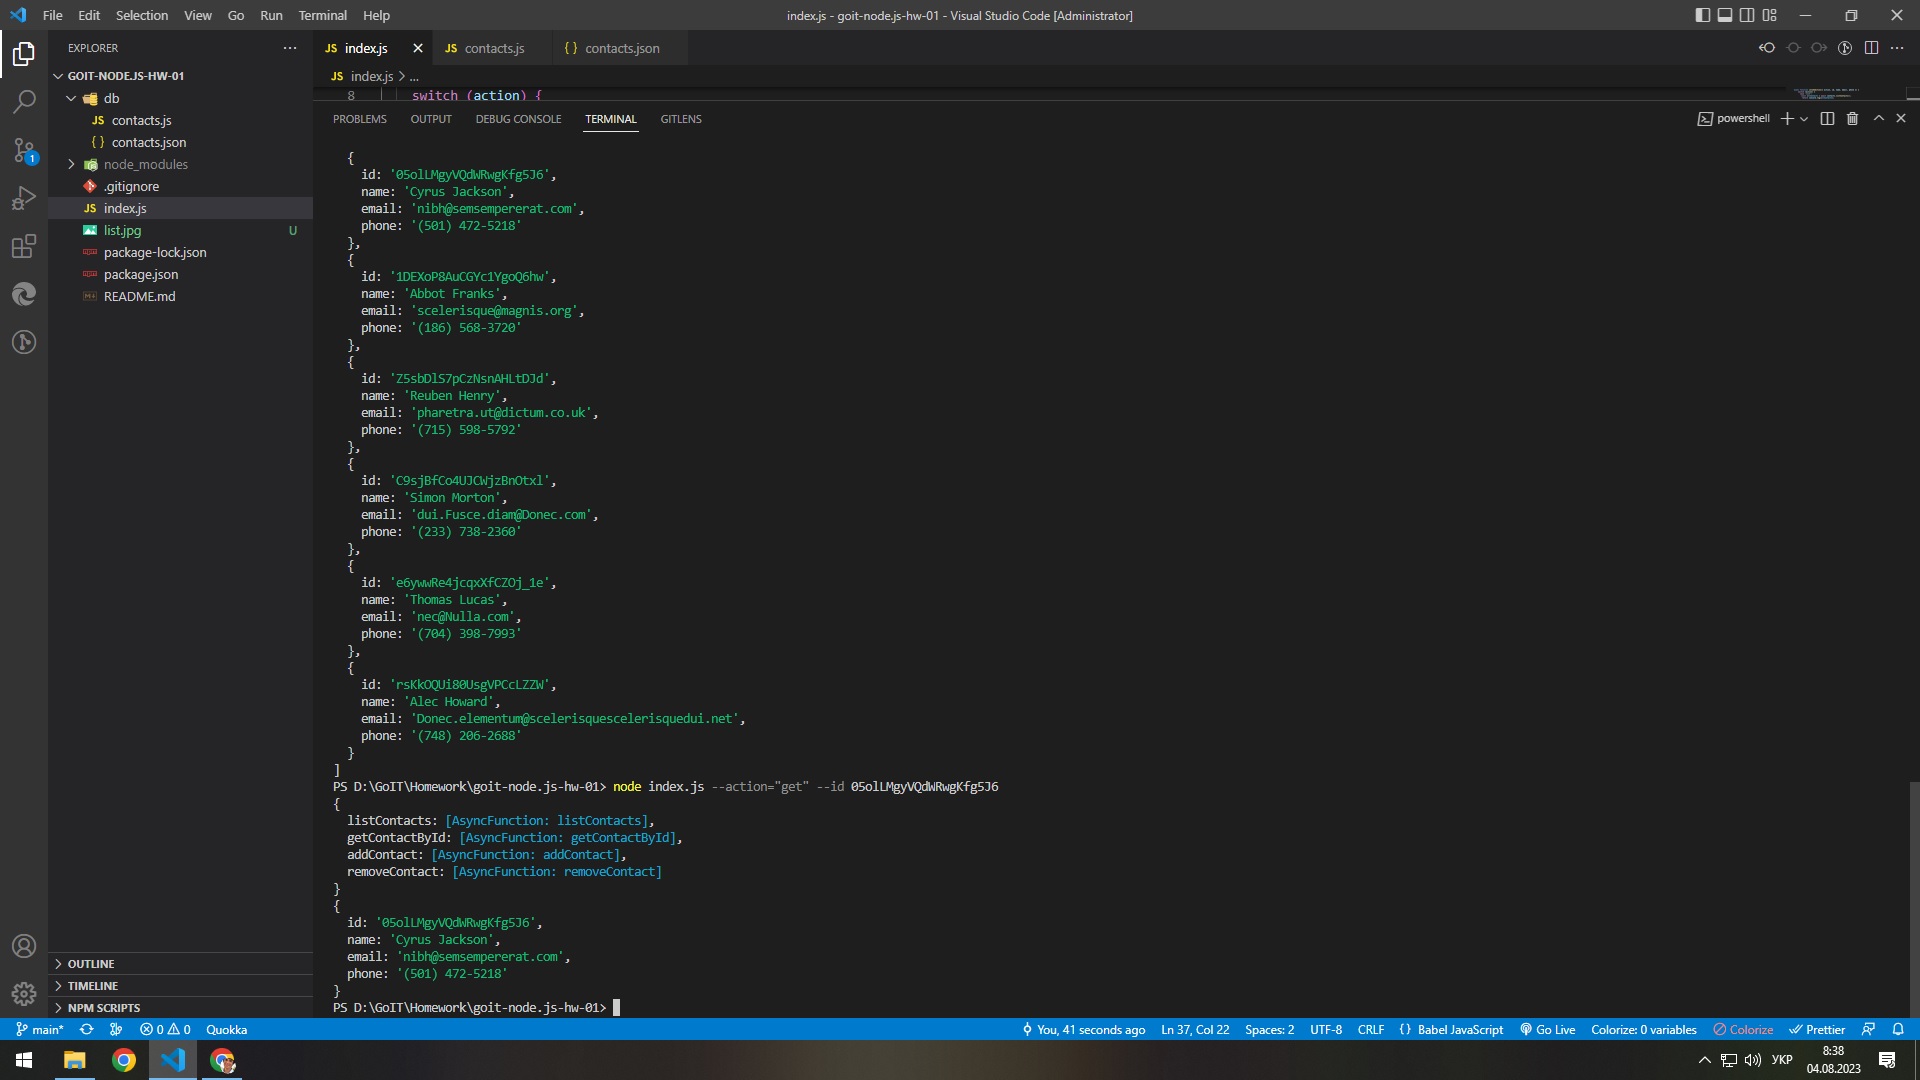 File Edit Selection View Go Run Terminal Help
index.js - goit-node.js-hw-01 - Visual Studio Code [Administrator]
EXPLORER
JS index.js
JS contacts.js
{ } contacts.json
GOIT-NODE.JS-HW-01
JS index.js > ...
db
8 switch (action) {
JS contacts.js
{ } contacts.json
node_modules
.gitignore
JS index.js
list.jpg U
package-lock.json
package.json
README.md
PROBLEMS OUTPUT DEBUG CONSOLE TERMINAL GITLENS
powershell
{
id: '05olLMgyVQdWRwgKfg5J6',
name: 'Cyrus Jackson',
email: 'nibh@semsempererat.com',
phone: '(501) 472-5218'
},
{
id: '1DEXoP8AuCGYc1YgoQ6hw',
name: 'Abbot Franks',
email: 'scelerisque@magnis.org',
phone: '(186) 568-3720'
},
{
id: 'Z5sbDlS7pCzNsnAHLtDJd',
name: 'Reuben Henry',
email: 'pharetra.ut@dictum.co.uk',
phone: '(715) 598-5792'
},
{
id: 'C9sjBfCo4UJCWjzBnOtxl',
name: 'Simon Morton',
email: 'dui.Fusce.diam@Donec.com',
phone: '(233) 738-2360'
},
{
id: 'e6ywwRe4jcqxXfCZOj_1e',
name: 'Thomas Lucas',
email: 'nec@Nulla.com',
phone: '(704) 398-7993'
},
{
id: 'rsKkOQUi80UsgVPCcLZZW',
name: 'Alec Howard',
email: 'Donec.elementum@scelerisquescelerisquedui.net',
phone: '(748) 206-2688'
}
]
PS D:\GoIT\Homework\goit-node.js-hw-01> node index.js --action="get" --id 05olLMgyVQdWRwgKfg5J6
{
listContacts: [AsyncFunction: listContacts],
getContactById: [AsyncFunction: getContactById],
addContact: [AsyncFunction: addContact],
removeContact: [AsyncFunction: removeContact]
}
{
id: '05olLMgyVQdWRwgKfg5J6',
name: 'Cyrus Jackson',
email: 'nibh@semsempererat.com',
phone: '(501) 472-5218'
}
PS D:\GoIT\Homework\goit-node.js-hw-01>
OUTLINE
TIMELINE
NPM SCRIPTS
1
main* 0 0 Quokka You, 41 seconds ago Ln 37, Col 22 Spaces: 2 UTF-8 CRLF { } Babel JavaScript Go Live Colorize: 0 variables Colorize Prettier
УКР
8:38
04.08.2023